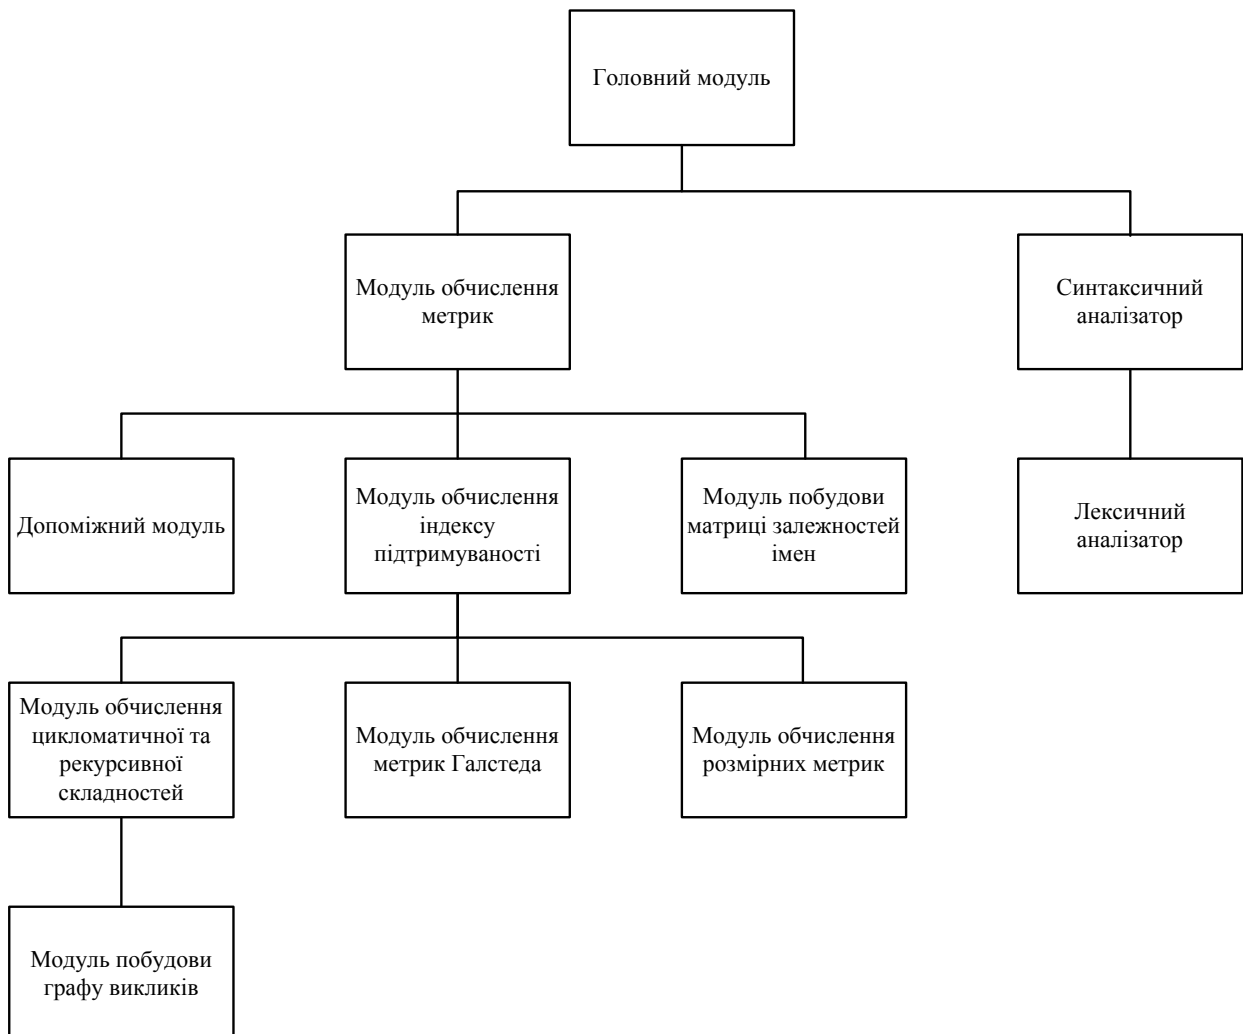 Головний модуль
Модуль обчислення
метрик
Синтаксичний
аналізатор
Допоміжний модуль
Модуль обчислення
індексу
підтримуваності
Модуль побудови
матриці залежностей
імен
Лексичний
аналізатор
Модуль обчислення
цикломатичної та
рекурсивної
складностей
Модуль обчислення
метрик Галстеда
Модуль обчислення
розмірних метрик
Модуль побудови
графу викликів